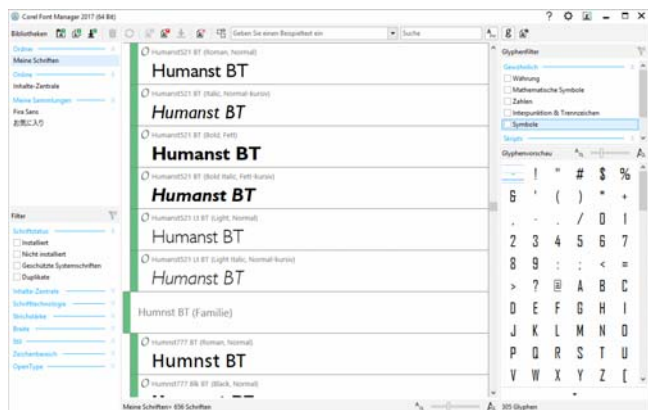 Corel Font Manager 2017 (64 Bit)
Bibliotheken
Geben Sie einen Beispieltext ein
Suche
Ordner
Meine Schriften
Online
Inhalte-Zentrale
Meine Sammlungen
Fira Sans
お気に入り
Filter
Schriftstatus
Installiert
Nicht installiert
Geschützte Systemschriften
Duplikate
Inhalte-Zentrale
Schrifttechnologie
Strichstärke
Breite
Stil
Zeichenbereich
OpenType
Humanst521 BT (Roman, Normal)
Humanst BT
Humanst521 BT (Italic, Normal-kursiv)
Humanst BT
Humanst521 BT (Bold, Fett)
Humanst BT
Humanst521 BT (Bold Italic, Fett-kursiv)
Humanst BT
Humanst521 Lt BT (Light, Normal)
Humanst BT
Humanst521 Lt BT (Light Italic, Normal-kursiv)
Humanst BT
Humnst BT (Familie)
Humnst777 BT (Roman, Normal)
Humnst BT
Humnst777 Blk BT (Black, Normal)
Meine Schriften> 656 Schriften
Glyphenfilter
Gewöhnlich
Währung
Mathematische Symbole
Zahlen
Interpunktion & Trennzeichen
Symbole
Skripts
Glyphenvorschau
! " # $ %
& ' ( ) * +
, - . / 0 1
2 3 4 5 6 7
8 9 : ; < =
> ? @ A B C
D E F G H I
J K L M N O
P Q R S T U
V W X Y Z [
305 Glyphen